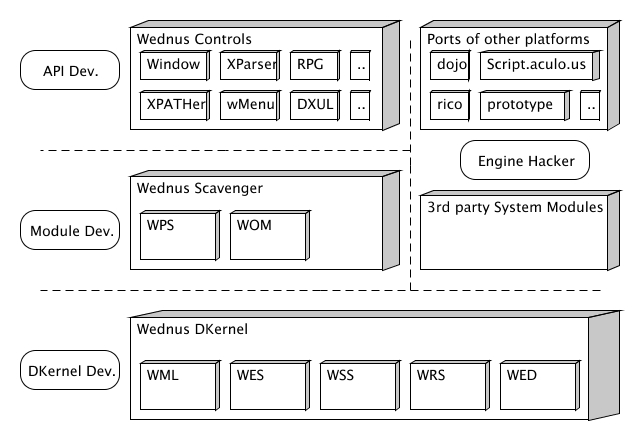 Wednus Controls
Ports of other platforms
API Dev.
Window XParser RPG ..
dojo Script.aculo.us
XPATHer wMenu DXUL ..
rico prototype ..
Engine Hacker
Wednus Scavenger
3rd party System Modules
Module Dev.
WPS WOM
Wednus DKernel
DKernel Dev.
WML WES WSS WRS WED